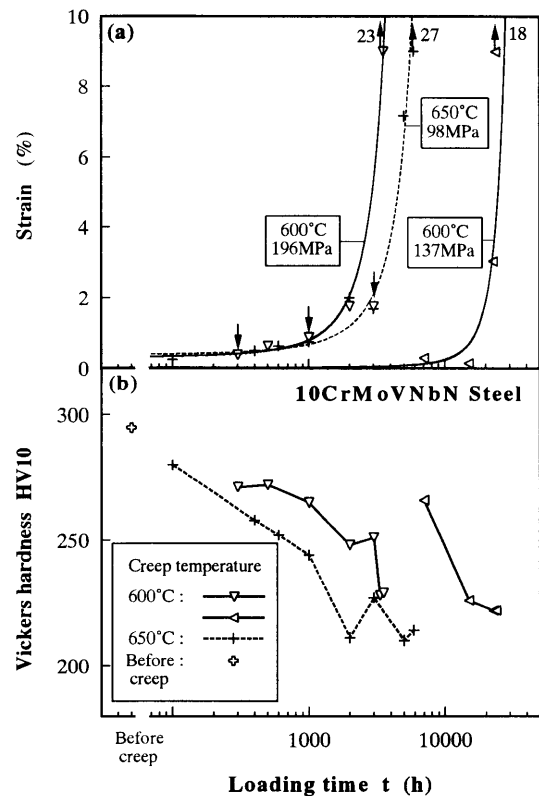 10
(a)
23
27
18
8
650°C
98MPa
6
Strain (%)
4
600°C
196MPa
600°C
137MPa
2
0
(b)
10CrMoVNbN Steel
300
Vickers hardness HV10
250
Creep temperature
600°C :
650°C :
Before :
creep
200
Before
creep
1000
10000
Loading time t (h)